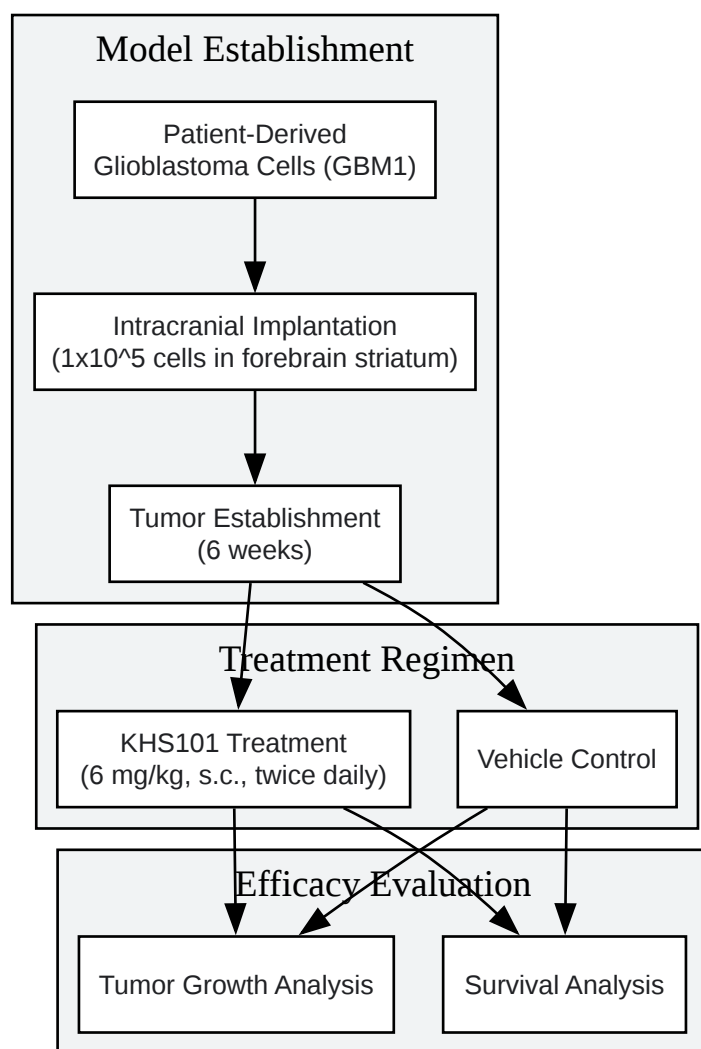 Model Establishment
Patient-Derived
Glioblastoma Cells (GBM1)
Intracranial Implantation
(1x10^5 cells in forebrain striatum)
Tumor Establishment
(6 weeks)
Treatment Regimen
KHS101 Treatment
(6 mg/kg, s.c., twice daily)
Vehicle Control
Efficacy Evaluation
Tumor Growth Analysis
Survival Analysis